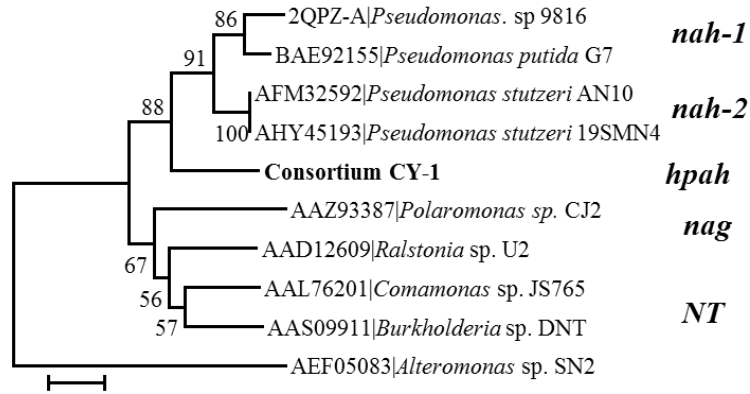 86
2QPZ-A|Pseudomonas. sp 9816
nah-1
91
BAE92155|Pseudomonas putida G7
88
AFM32592|Pseudomonas stutzeri AN10
nah-2
100
AHY45193|Pseudomonas stutzeri 19SMN4
Consortium CY-1
hpah
AAZ93387|Polaromonas sp. CJ2
nag
67
AAD12609|Ralstonia sp. U2
56
AAL76201|Comamonas sp. JS765
NT
57
AAS09911|Burkholderia sp. DNT
AEF05083|Alteromonas sp. SN2